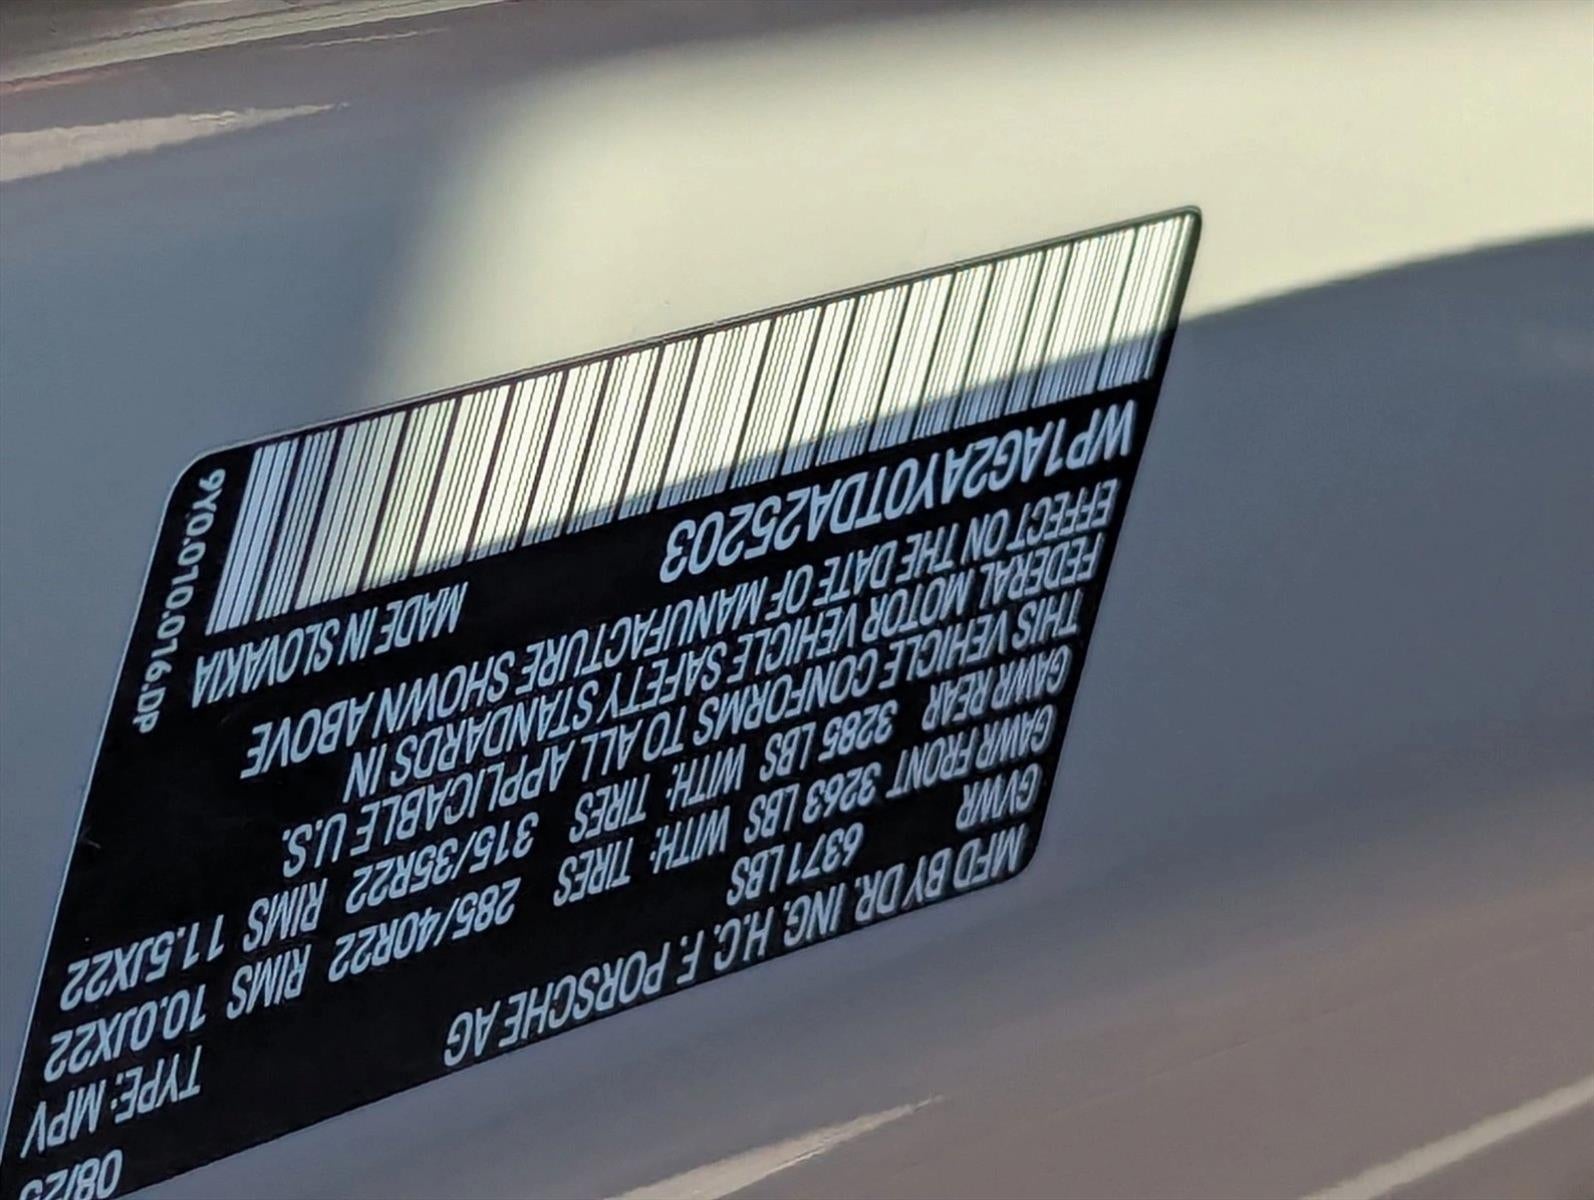 MFD BY DR. ING. H.C. F. PORSCHE AG 08/25
GVWR 6371 LBS TYPE: MPV
GAWR FRONT 3263 LBS WITH: TIRES 285/40R22 RIMS 10.0JX22
GAWR REAR 3285 LBS WITH: TIRES 315/35R22 RIMS 11.5JX22
THIS VEHICLE CONFORMS TO ALL APPLICABLE U.S.
FEDERAL MOTOR VEHICLE SAFETY STANDARDS IN
EFFECT ON THE DATE OF MANUFACTURE SHOWN ABOVE
WP1AG2AY0TDA25203 MADE IN SLOVAKIA
9Y0.010.016.DP